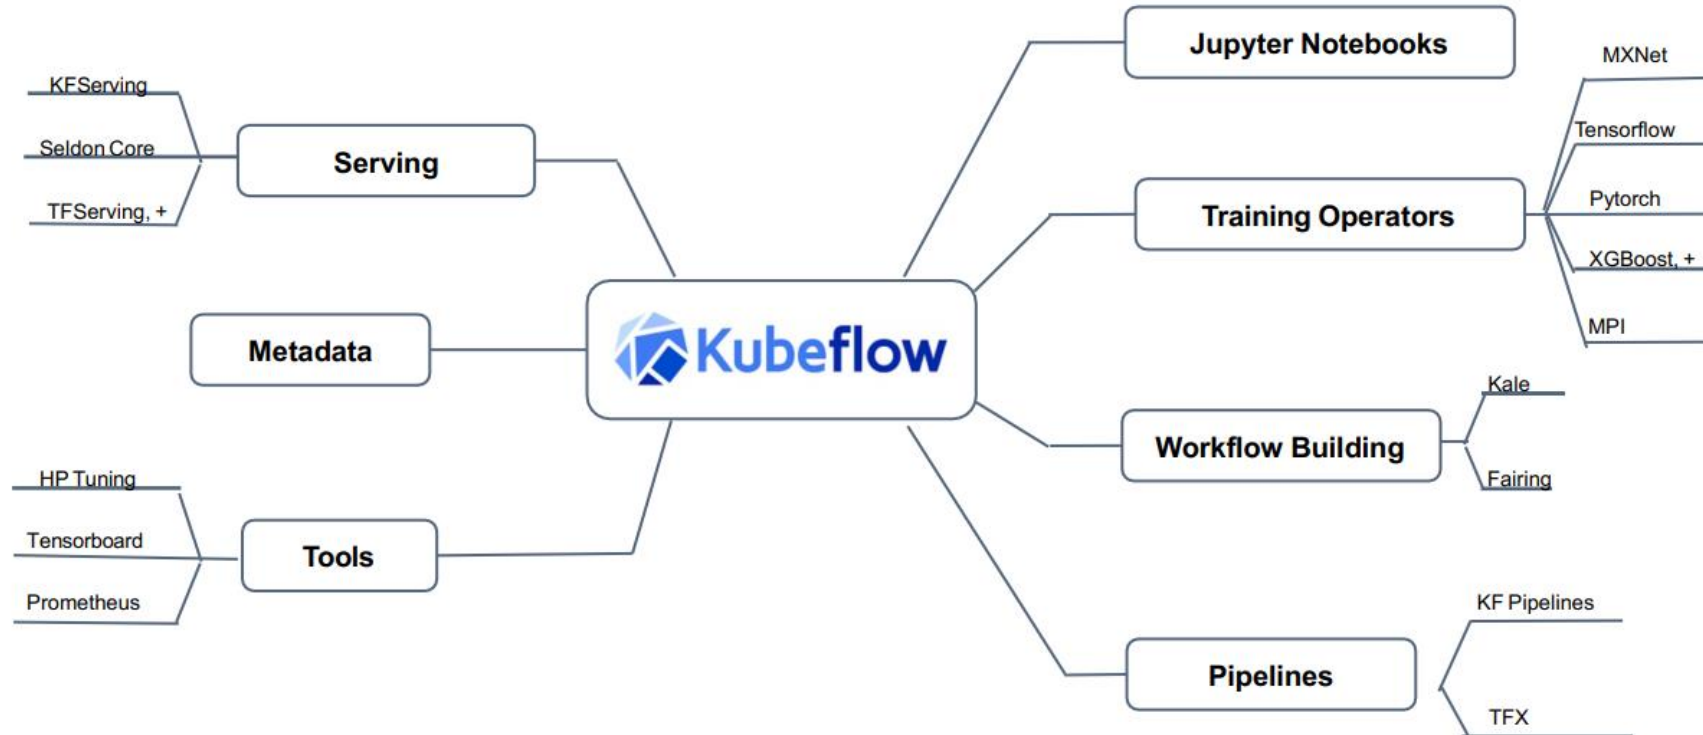 Jupyter Notebooks
MXNet
KFServing
Tensorflow
Seldon Core
Serving
Pytorch
TFServing, +
Training Operators
XGBoost, +
MPI
Kubeflow
Metadata
Kale
Workflow Building
HP Tuning
Fairing
Tensorboard
Tools
Prometheus
KF Pipelines
Pipelines
TFX